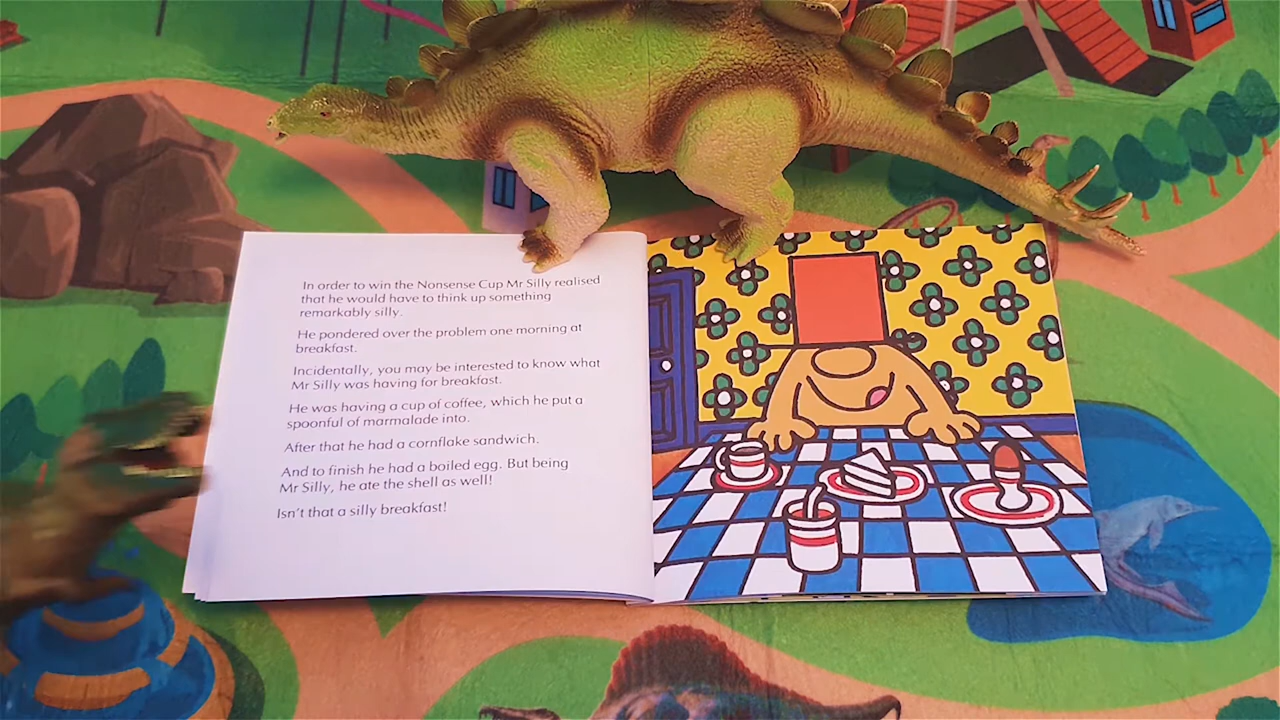 In order to win the Nonsense Cup Mr Silly realised
that he would have to think up something
remarkably silly.
He pondered over the problem one morning at
breakfast.
Incidentally, you may be interested to know what
Mr Silly was having for breakfast.
He was having a cup of coffee, which he put a
spoonful of marmalade into.
After that he had a cornflake sandwich.
And to finish he had a boiled egg. But being
Mr Silly, he ate the shell as well!
Isn't that a silly breakfast!